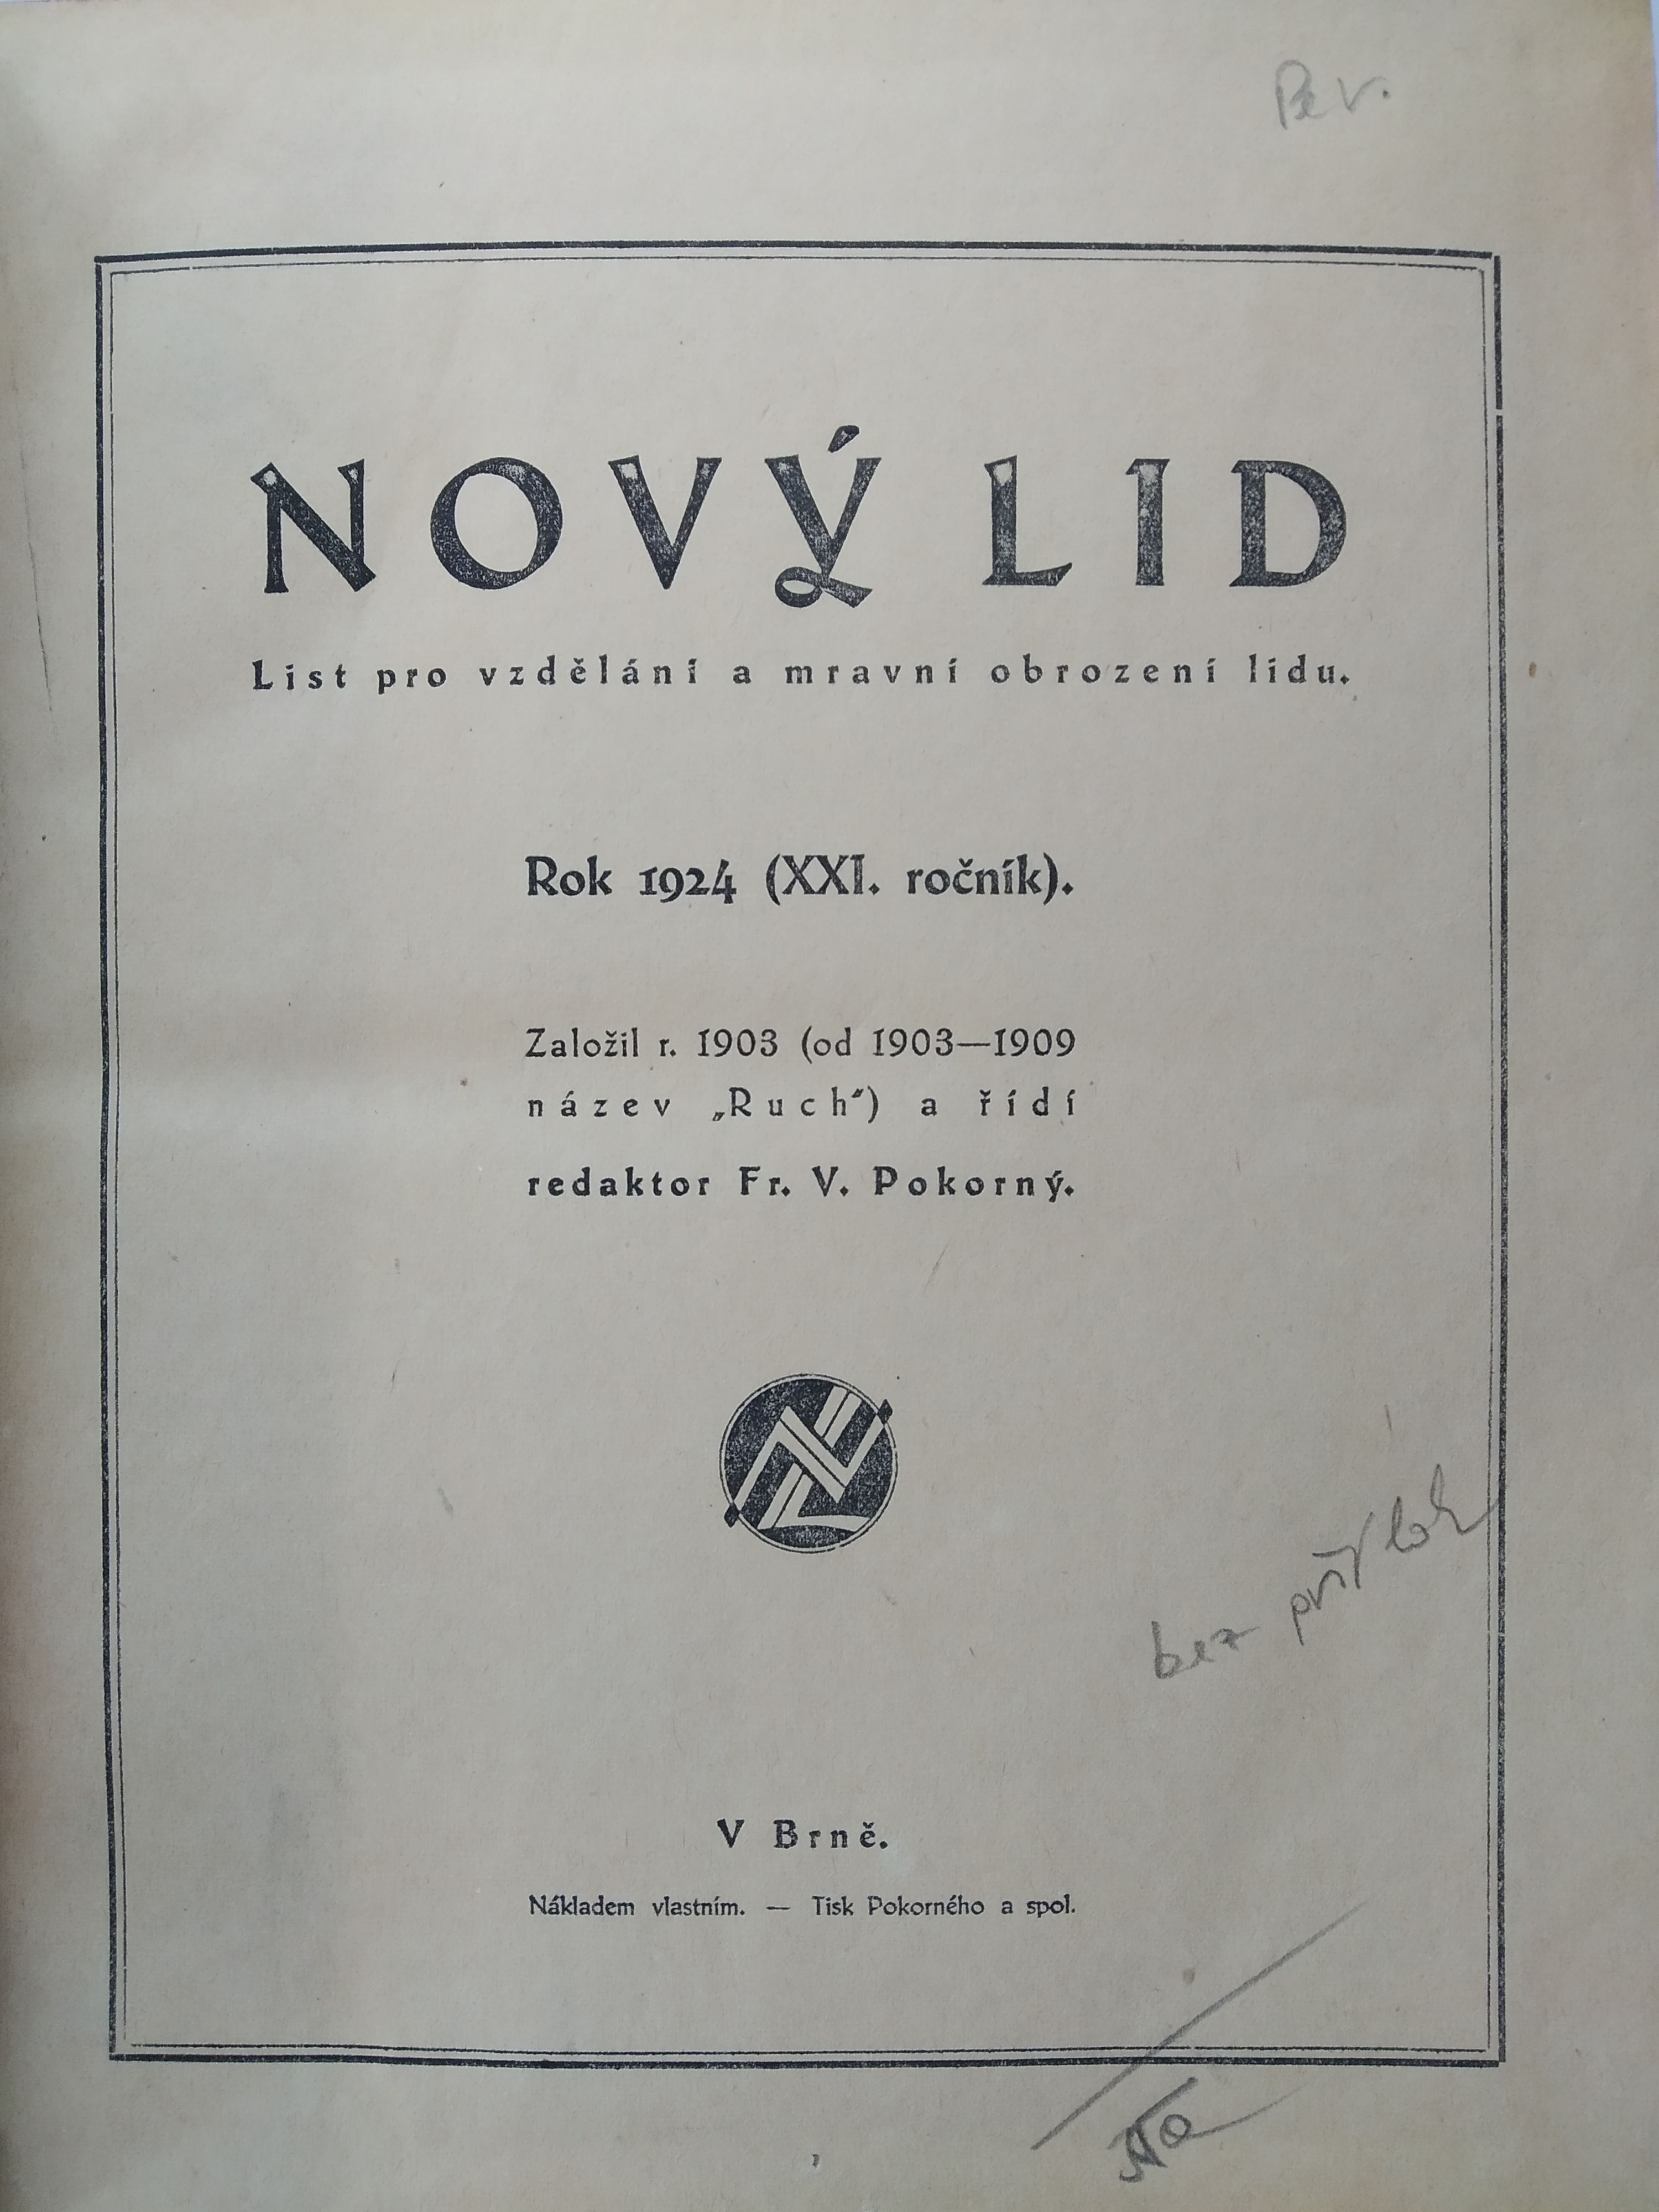 NOVÝ LID
List pro vzdělání a mravní obrození lidu.
Rok 1924 (XXI. ročník).
Založil r. 1903 (od 1903—1909
název „Ruch“) a řídí
redaktor Fr. V. Pokorný.
bez příloh
V Brně.
Nákladem vlastním. — Tisk Pokorného a spol.